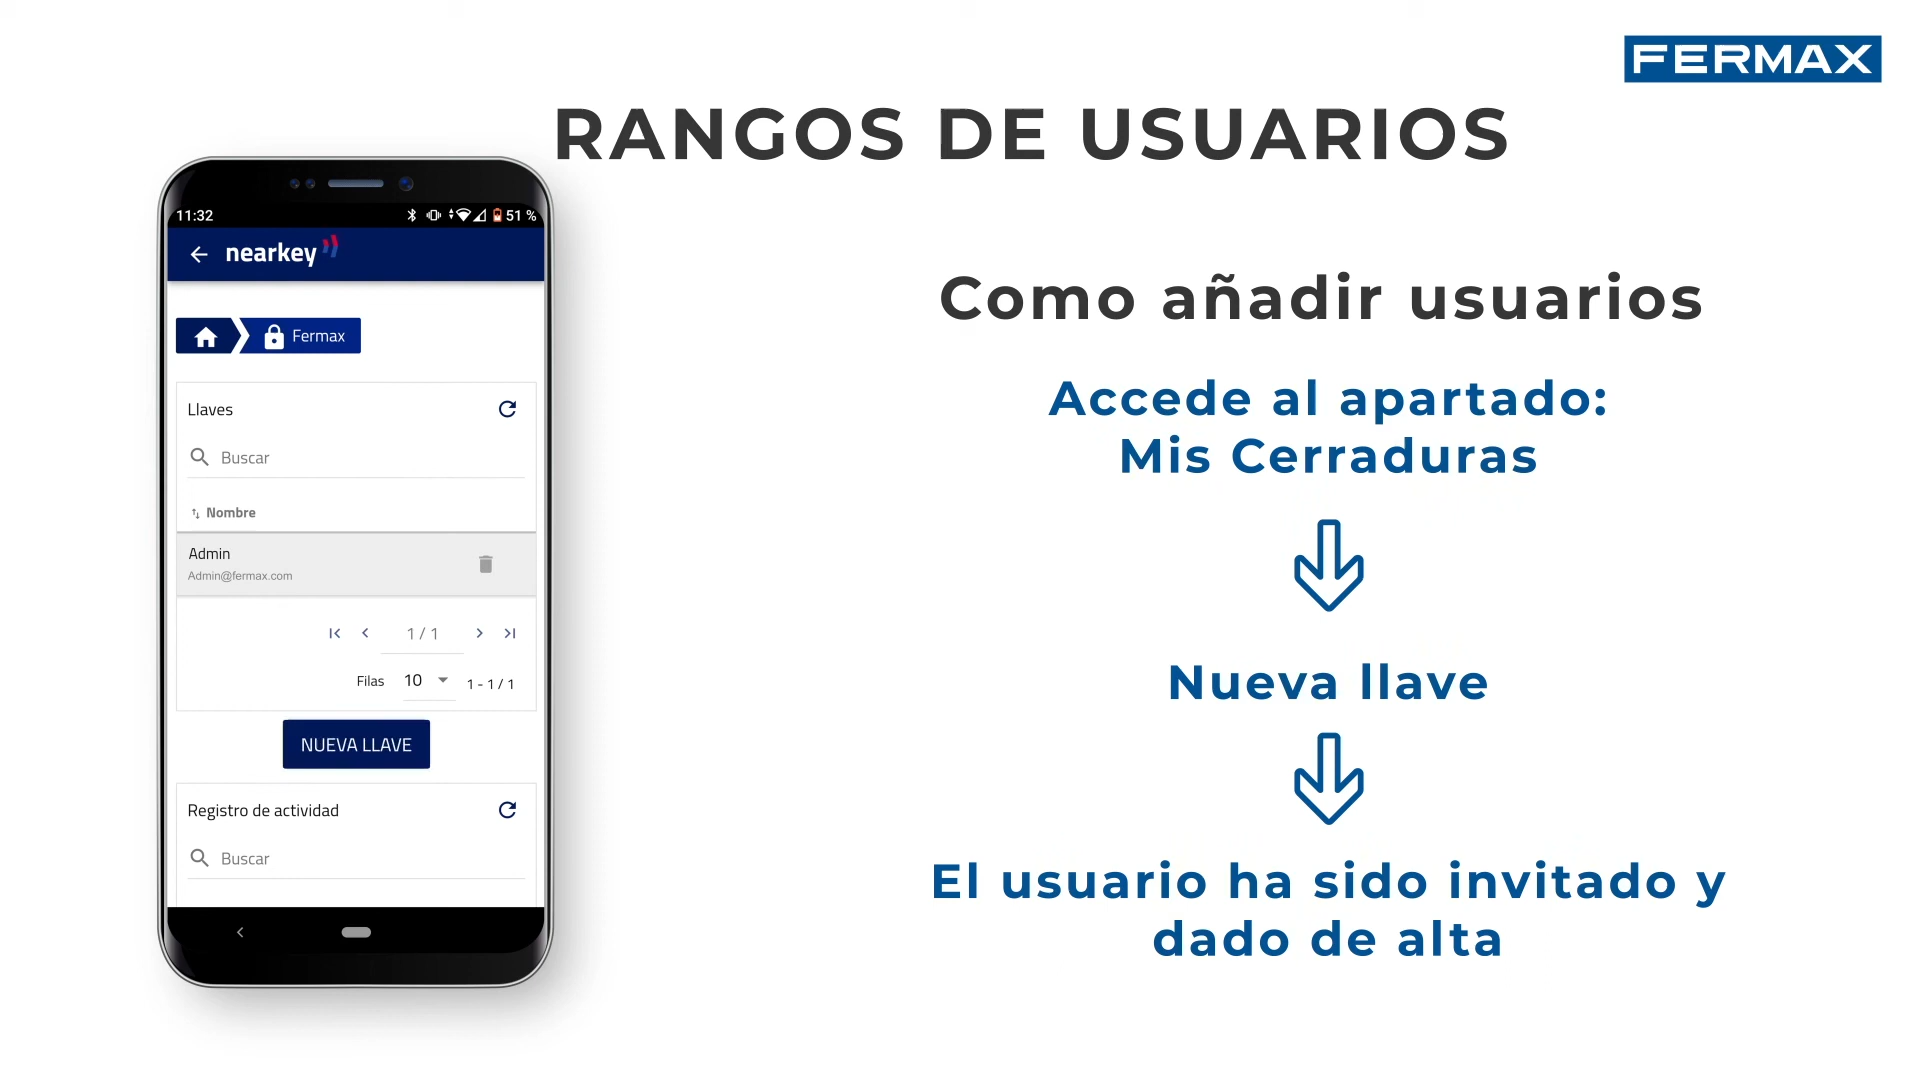 FERMAX
RANGOS DE USUARIOS
11:32
51 %
nearkey
Fermax
Llaves
Buscar
Nombre
Admin
Admin@fermax.com
1 / 1
Filas 10 1 - 1 / 1
NUEVA LLAVE
Registro de actividad
Buscar
Como añadir usuarios
Accede al apartado:
Mis Cerraduras
Nueva llave
El usuario ha sido invitado y
dado de alta